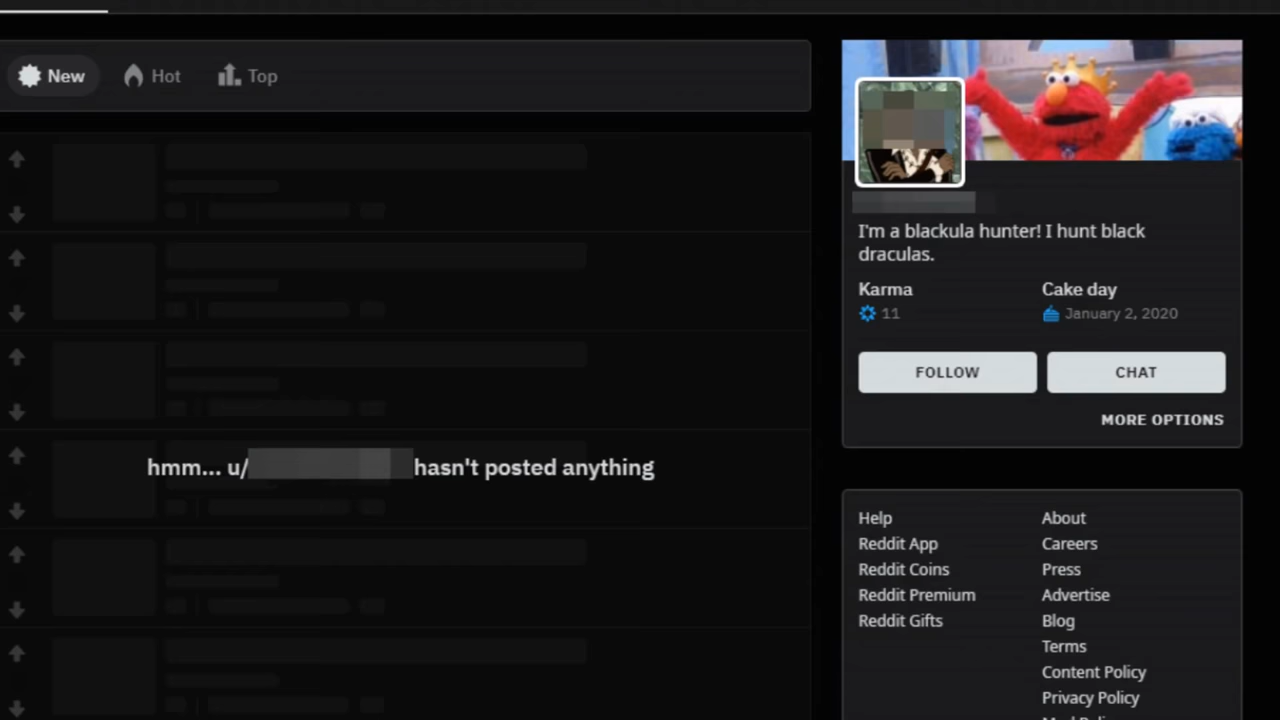 New
Hot
Top
I'm a blackula hunter! I hunt black
draculas.
Karma
Cake day
11
January 2, 2020
FOLLOW
CHAT
MORE OPTIONS
hmm... u/
hasn't posted anything
Help
About
Reddit App
Careers
Reddit Coins
Press
Reddit Premium
Advertise
Reddit Gifts
Blog
Terms
Content Policy
Privacy Policy